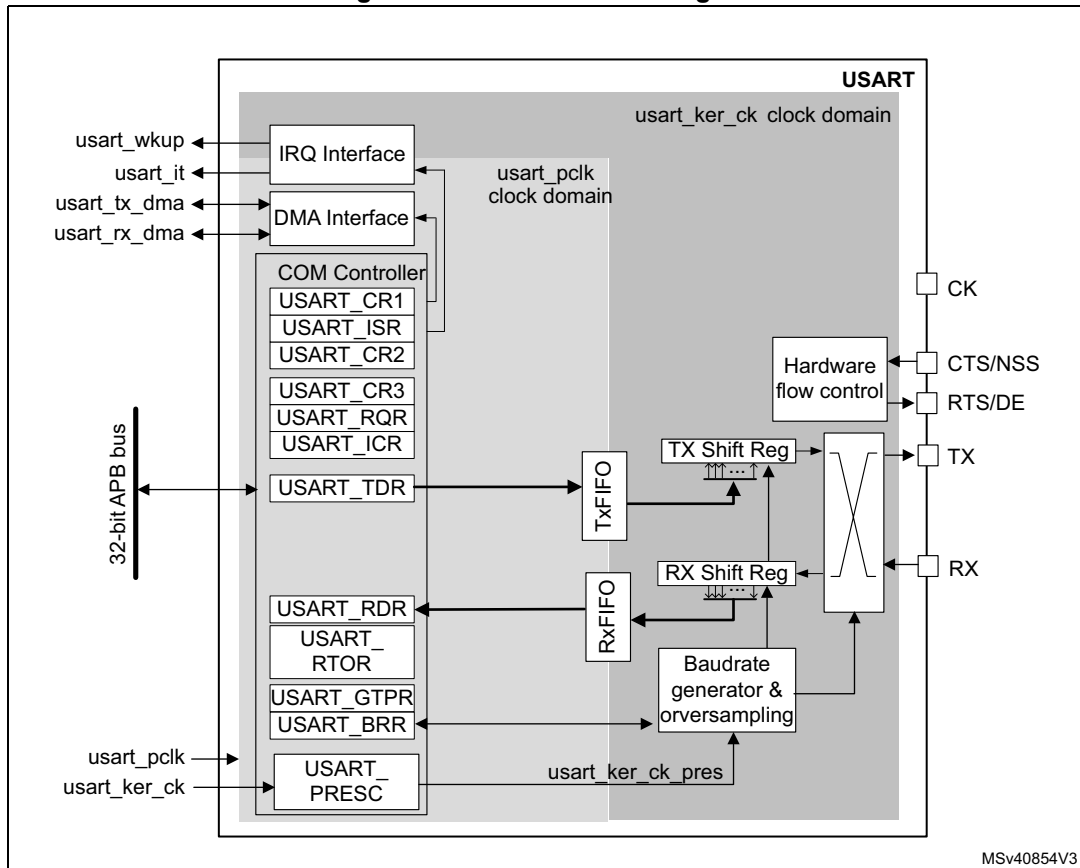 USART
usart_ker_ck clock domain
usart_wkup
IRQ Interface
usart_it
usart_pclk
clock domain
usart_tx_dma
DMA Interface
usart_rx_dma
COM Controller
USART_CR1
USART_ISR
USART_CR2
USART_CR3
USART_RQR
USART_ICR
USART_TDR
32-bit APB bus
TxFIFO
TX Shift Reg
...
Hardware
flow control
CK
CTS/NSS
RTS/DE
TX
RX
RX Shift Reg
...
RxFIFO
USART_RDR
USART_
RTOR
USART_GTPR
USART_BRR
Baudrate
generator &
orversampling
usart_pclk
usart_ker_ck
USART_
PRESC
usart_ker_ck_pres
MSv40854V3